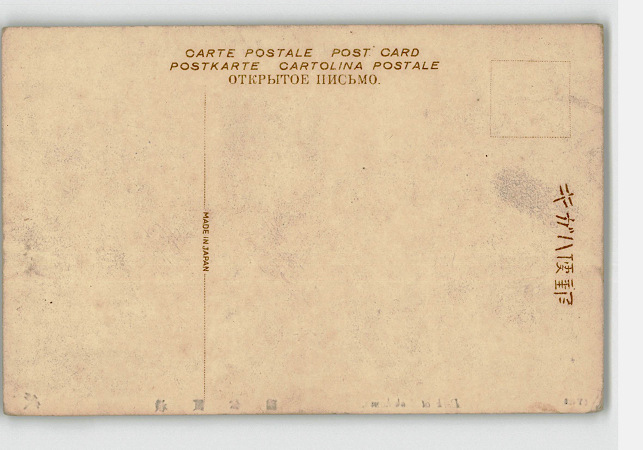 CARTE POSTALE POST CARD
POSTKARTE CARTOLINA POSTALE
ОТКРЫТОЕ ПИСЬМО.
MADE IN JAPAN
キガハ便郵